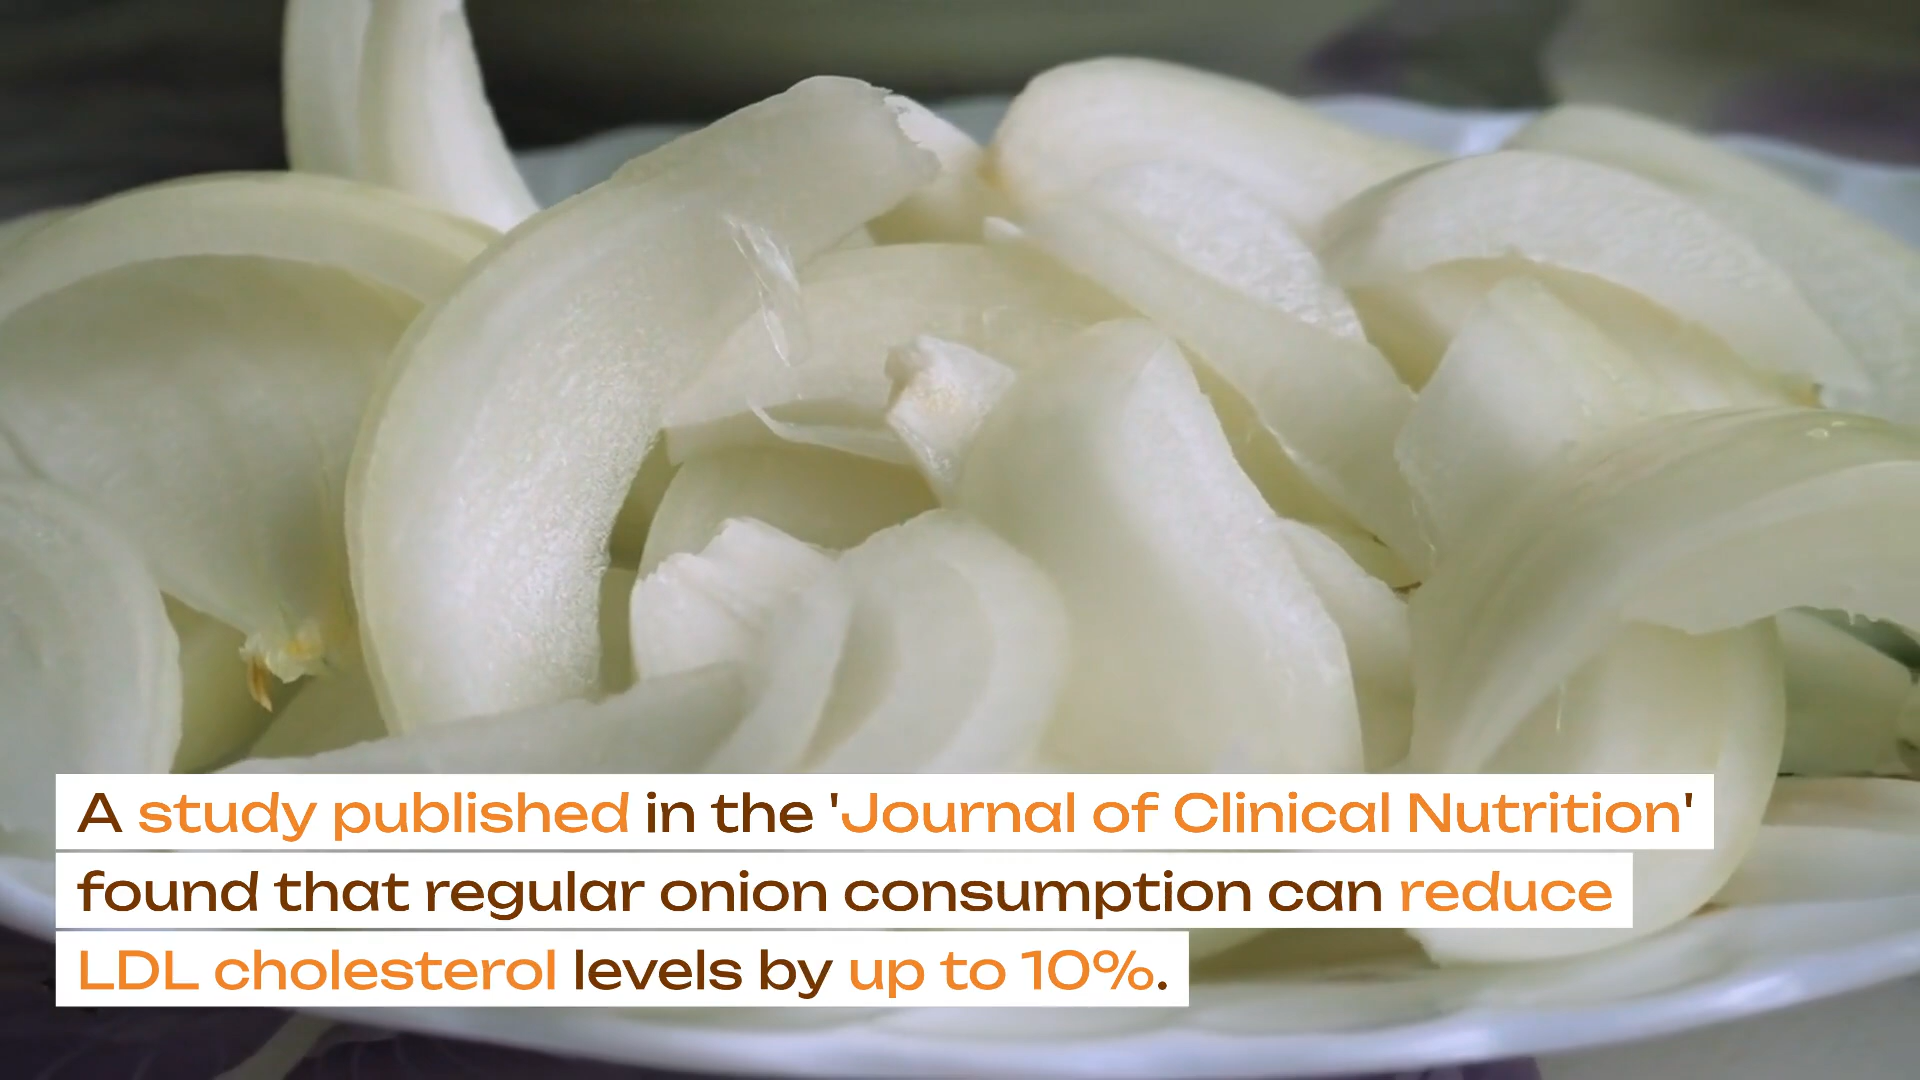 A study published in the 'Journal of Clinical Nutrition'
found that regular onion consumption can reduce
LDL cholesterol levels by up to 10%.